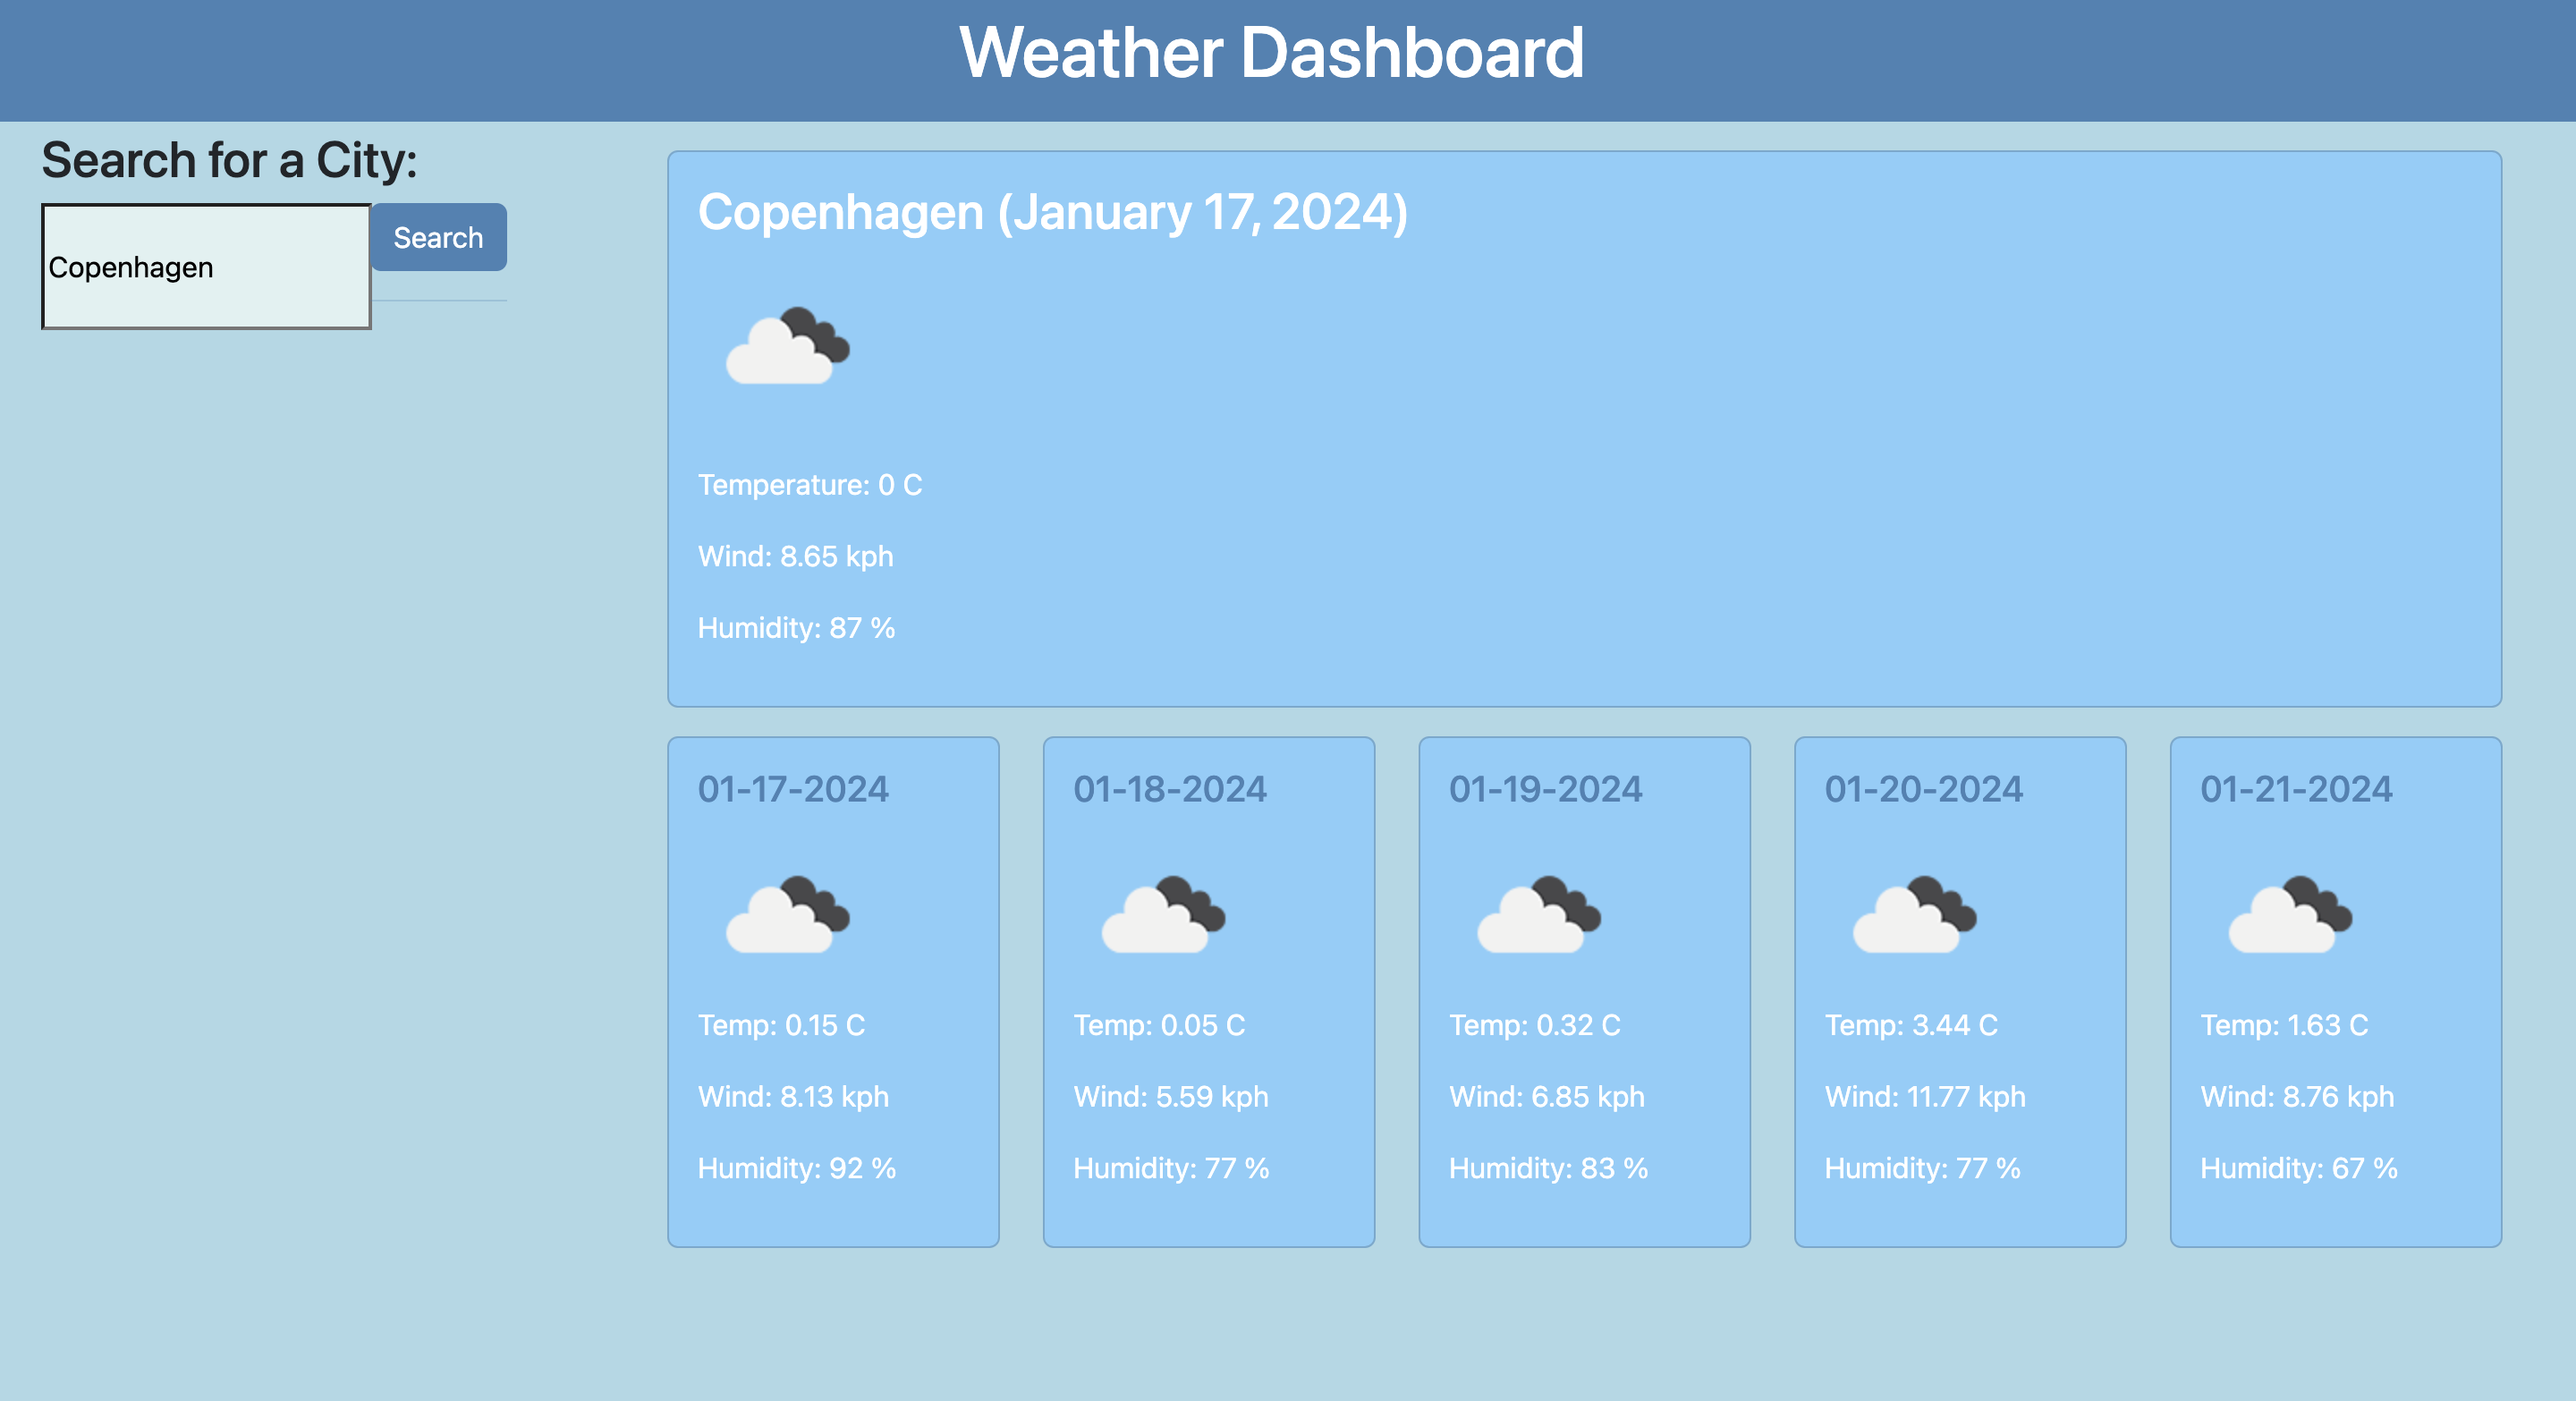 Weather Dashboard
Search for a City:
Copenhagen
Search
Copenhagen (January 17, 2024)
Temperature: 0 C
Wind: 8.65 kph
Humidity: 87 %
01-17-2024
Temp: 0.15 C
Wind: 8.13 kph
Humidity: 92 %
01-18-2024
Temp: 0.05 C
Wind: 5.59 kph
Humidity: 77 %
01-19-2024
Temp: 0.32 C
Wind: 6.85 kph
Humidity: 83 %
01-20-2024
Temp: 3.44 C
Wind: 11.77 kph
Humidity: 77 %
01-21-2024
Temp: 1.63 C
Wind: 8.76 kph
Humidity: 67 %